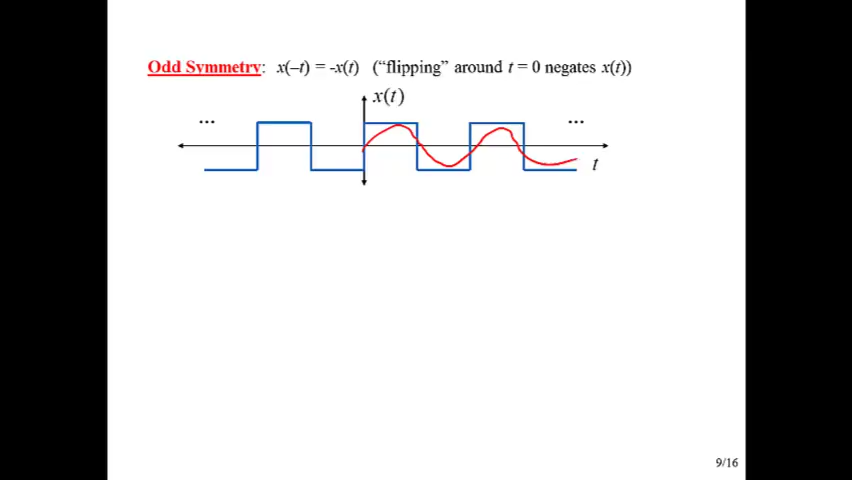 Odd Symmetry: x(–t) = -x(t) (“flipping” around t = 0 negates x(t))
x(t)
... ...
t
9/16